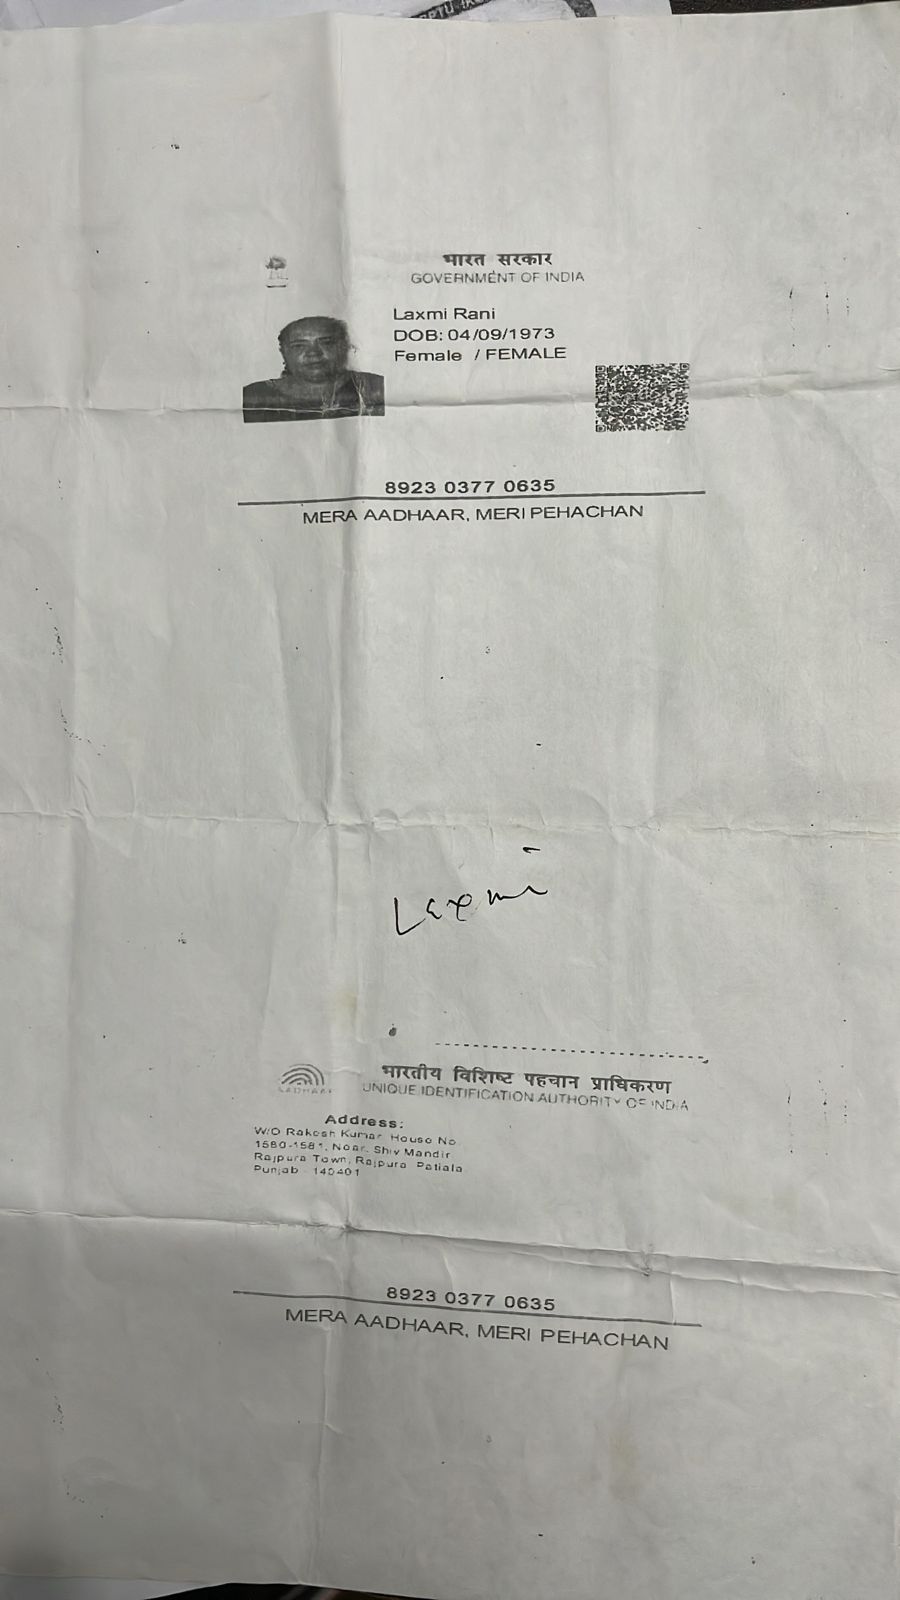 भारत सरकार
GOVERNMENT OF INDIA
Laxmi Rani
DOB: 04/09/1973
Female / FEMALE
8923 0377 0635
MERA AADHAAR, MERI PEHACHAN
Laxmi
भारतीय विशिष्ट पहचान प्राधिकरण
UNIQUE IDENTIFICATION AUTHORITY OF INDIA
AADHAAR
Address:
W/O Rakesh Kumar House No
1580-1581, Near. Shiv Mandir
Rajpura Town, Rajpura Patiala
Punjab - 140401
8923 0377 0635
MERA AADHAAR, MERI PEHACHAN